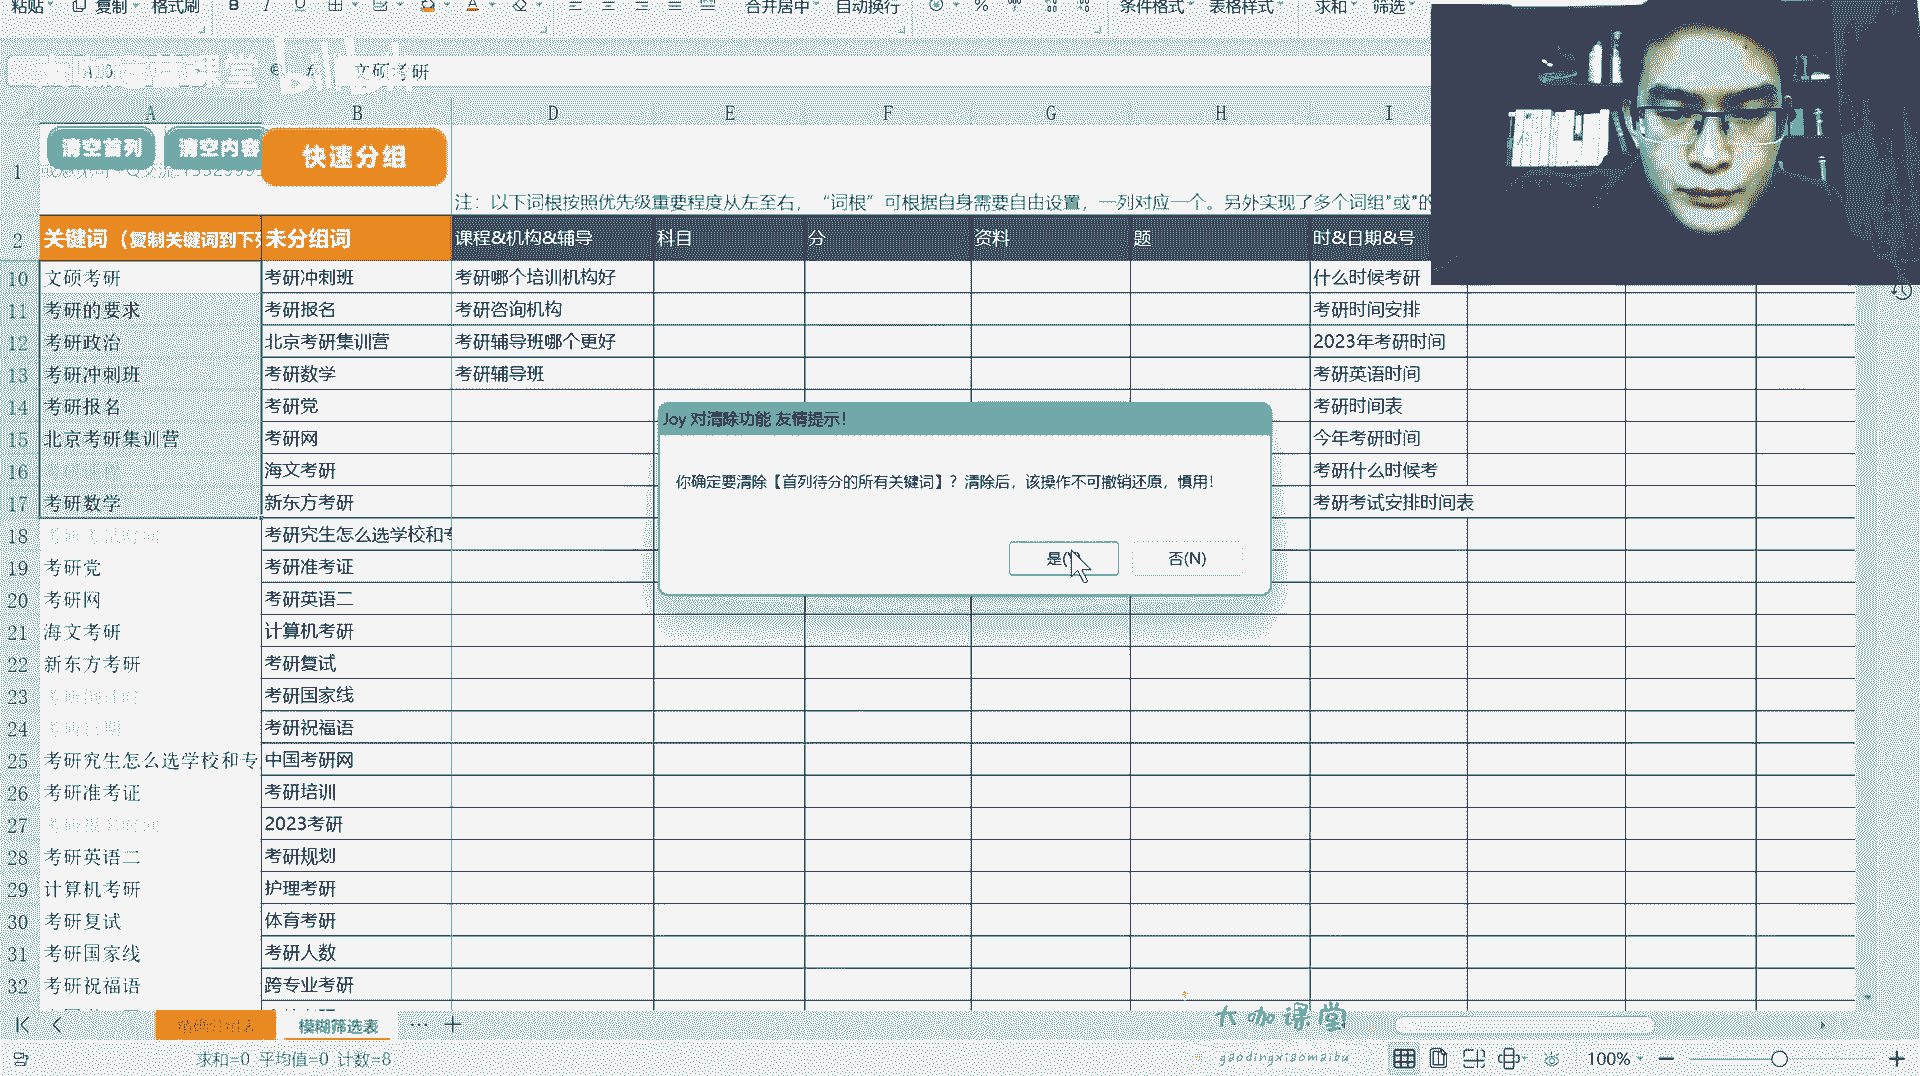 粘贴 复制 格式刷 B I U 合并居中 自动换行 % 条件格式 表格样式 求和 筛选
文硕考研
A B D E F G H I
清空首列 清空内容 快速分组
1
注：以下词根按照优先级重要程度从左至右，“词根”可根据自身需要自由设置，一列对应一个。另外实现了多个词组"或"的
2 关键词（复制关键词到下列 未分组词 课程&机构&辅导 科目 分 资料 题 时&日期&号
10 文硕考研 考研冲刺班 考研哪个培训机构好 什么时候考研
11 考研的要求 考研报名 考研咨询机构 考研时间安排
12 考研政治 北京考研集训营 考研辅导班哪个更好 2023年考研时间
13 考研冲刺班 考研数学 考研辅导班 考研英语时间
14 考研报名 考研党 考研时间表
15 北京考研集训营 考研网 今年考研时间
16 海文考研 考研什么时候考
17 考研数学 新东方考研 考研考试安排时间表
18 考研究生怎么选学校和专
19 考研党 考研准考证
20 考研网 考研英语二
21 海文考研 计算机考研
22 新东方考研 考研复试
23 考研国家线
24 考研祝福语
25 考研究生怎么选学校和专 中国考研网
26 考研准考证 考研培训
27 2023考研
28 考研英语二 考研规划
29 计算机考研 护理考研
30 考研复试 体育考研
31 考研国家线 考研人数
32 考研祝福语 跨专业考研
Joy 对清除功能 友情提示！
你确定要清除【首列待分的所有关键词】？清除后，该操作不可撤销还原，慎用！
是( 否(N)
模糊筛选表 ··· +
大咖课堂
gaodingxiaomaibu
求和=0 平均值=0 计数=8
100%